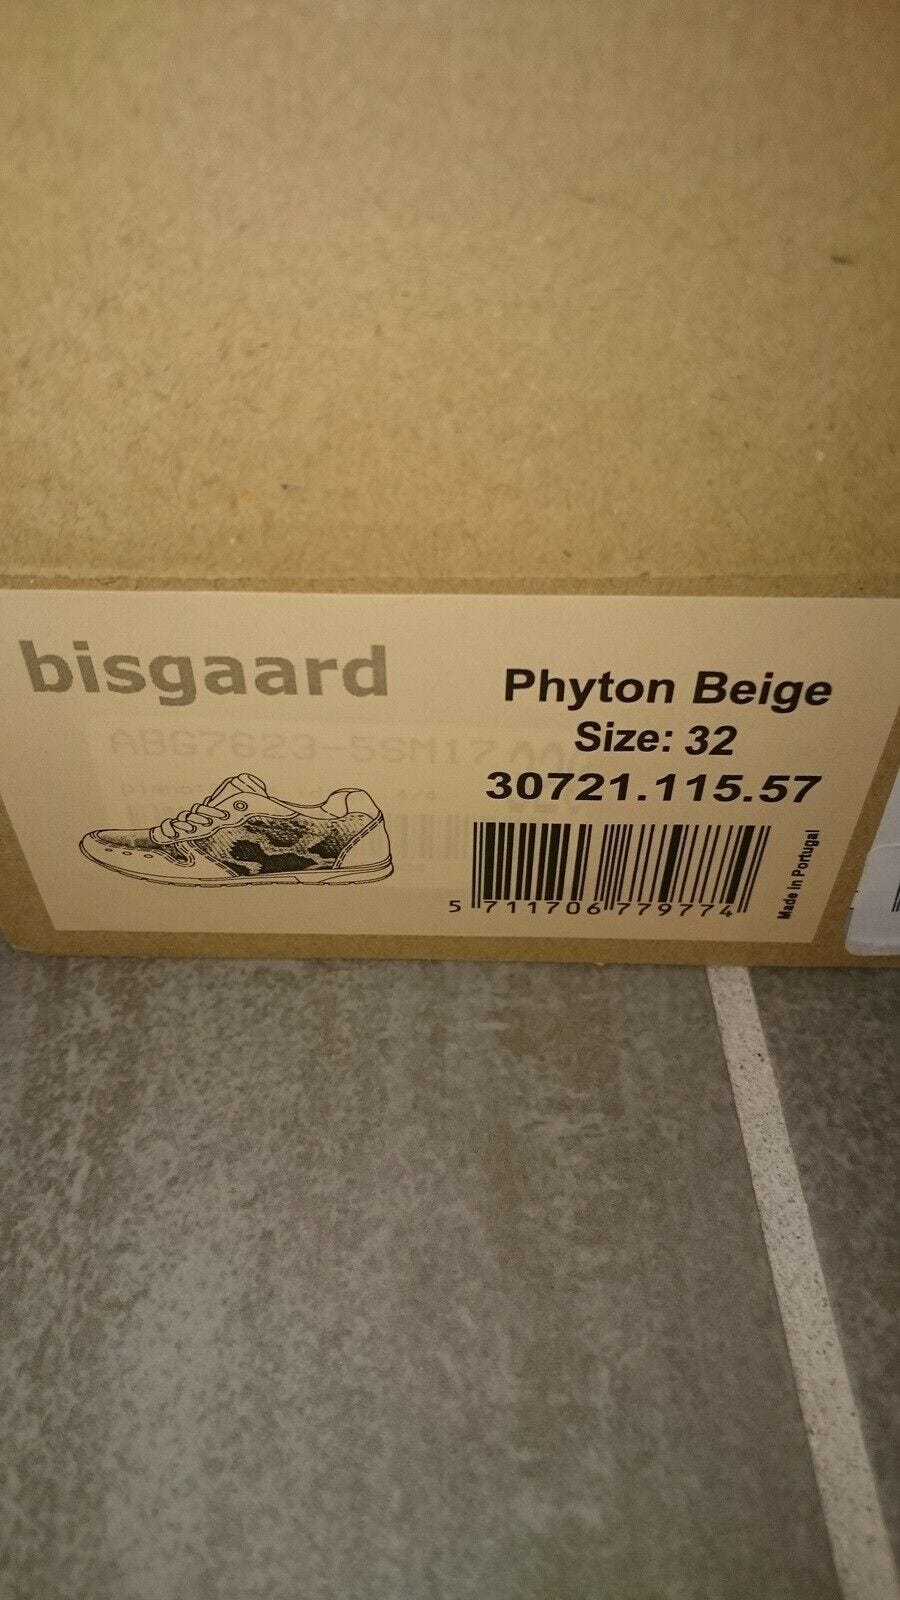 bisgaard
Phyton Beige
Size: 32
30721.115.57
5 711706 779774
Made in Portugal